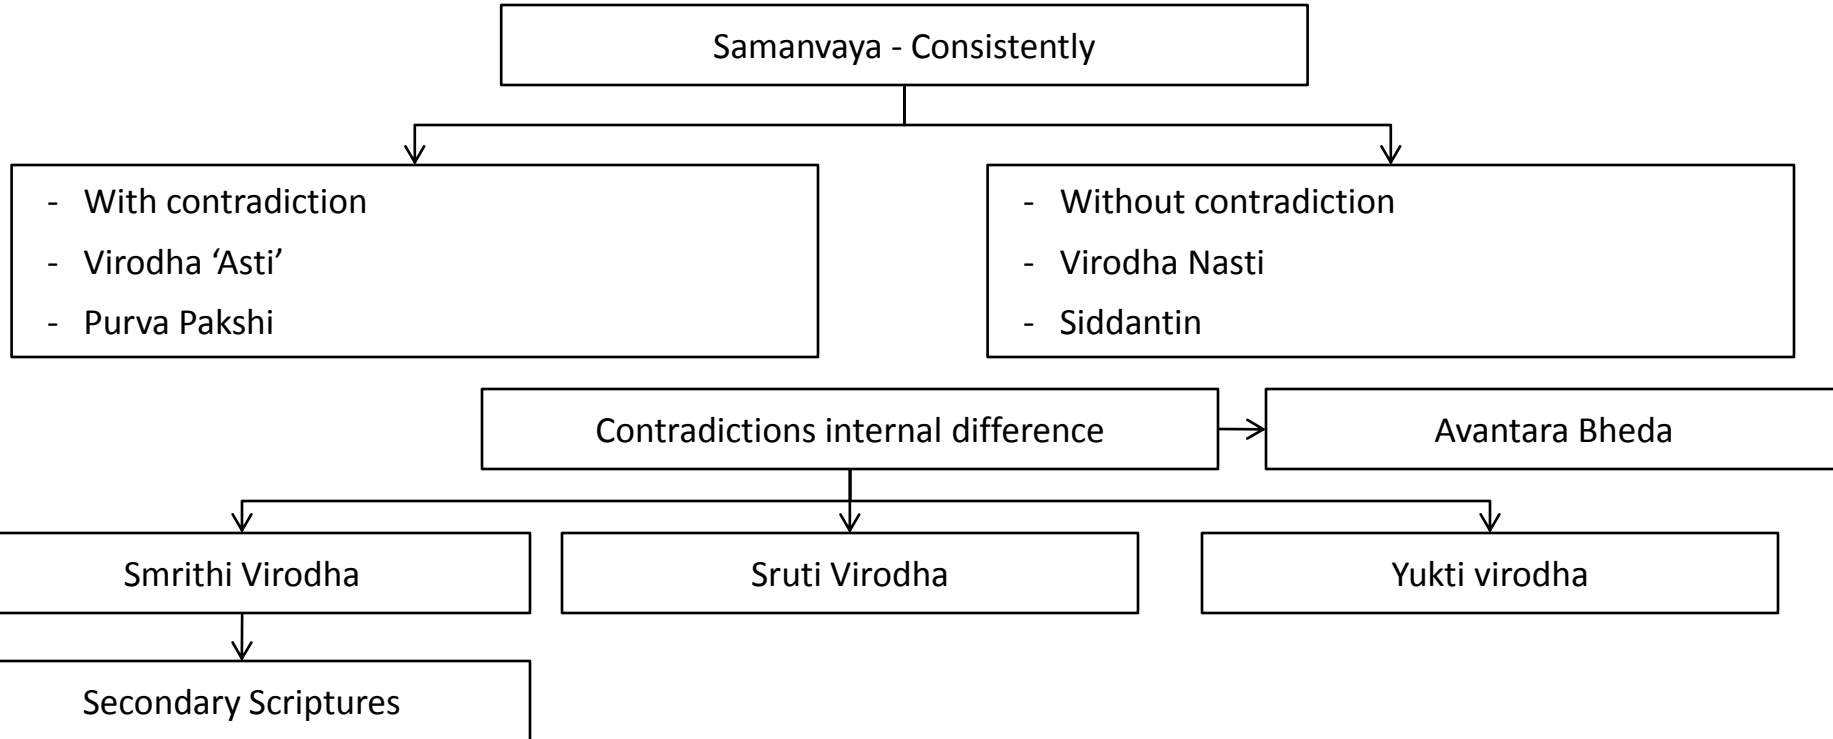 Samanvaya - Consistently
- With contradiction
- Virodha ‘Asti’
- Purva Pakshi
- Without contradiction
- Virodha Nasti
- Siddantin
Contradictions internal difference
Avantara Bheda
Smrithi Virodha
Sruti Virodha
Yukti virodha
Secondary Scriptures